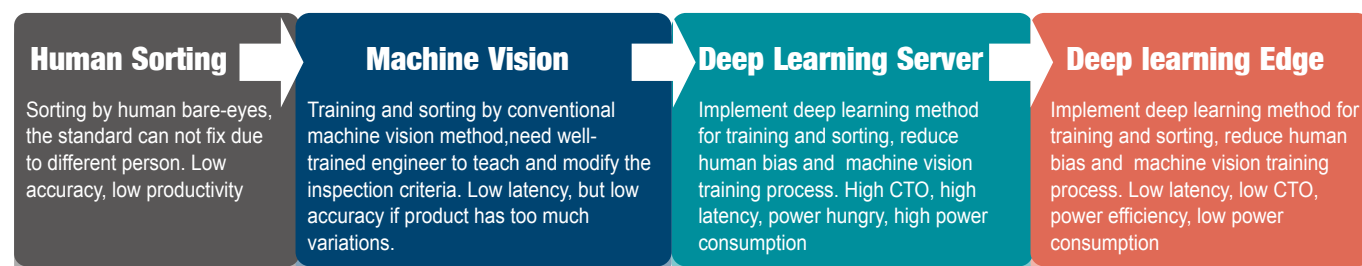 Human Sorting
Sorting by human bare-eyes,
the standard can not fix due
to different person. Low
accuracy, low productivity
Machine Vision
Training and sorting by conventional
machine vision method,need well-
trained engineer to teach and modify the
inspection criteria. Low latency, but low
accuracy if product has too much
variations.
Deep Learning Server
Implement deep learning method
for training and sorting, reduce
human bias and  machine vision
training process. High CTO, high
latency, power hungry, high power
consumption
Deep learning Edge
Implement deep learning method for
training and sorting, reduce human
bias and  machine vision training
process. Low latency, low CTO,
power efficiency, low power
consumption